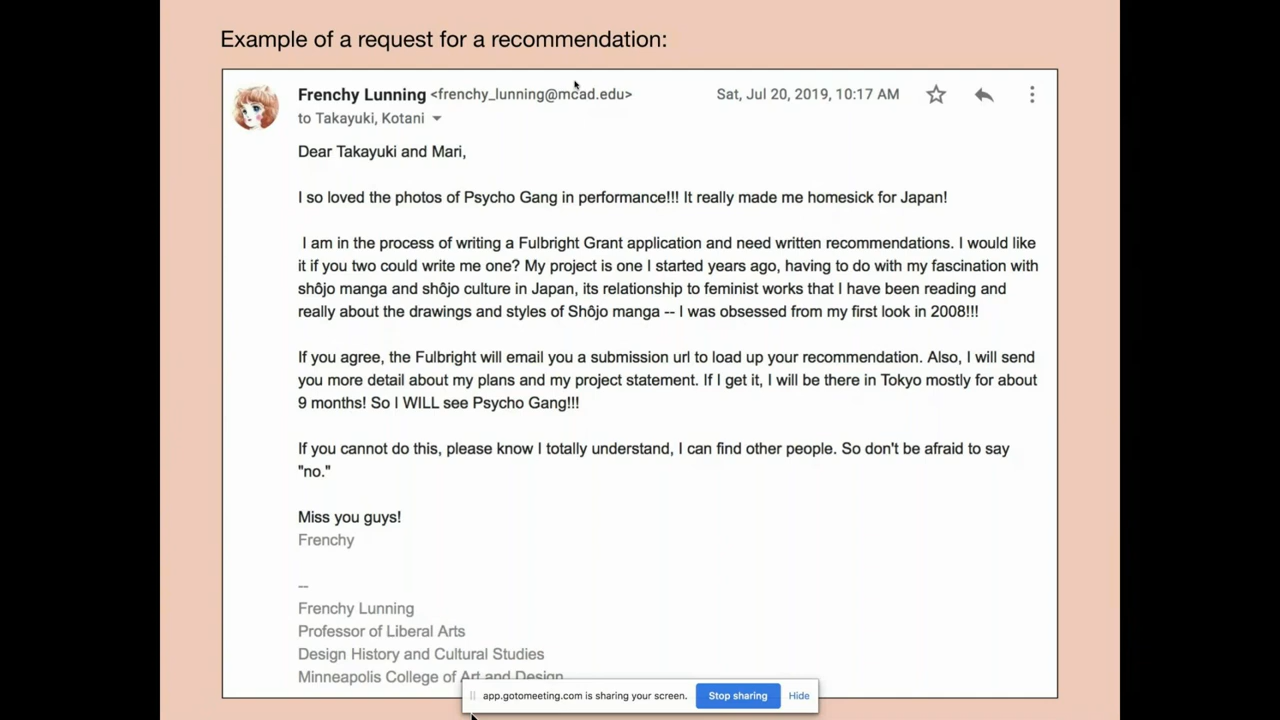 Example of a request for a recommendation:
Frenchy Lunning <frenchy_lunning@mcad.edu>
Sat, Jul 20, 2019, 10:17 AM
to Takayuki, Kotani
Dear Takayuki and Mari,
I so loved the photos of Psycho Gang in performance!!! It really made me homesick for Japan!
I am in the process of writing a Fulbright Grant application and need written recommendations. I would like
it if you two could write me one? My project is one I started years ago, having to do with my fascination with
shôjo manga and shôjo culture in Japan, its relationship to feminist works that I have been reading and
really about the drawings and styles of Shôjo manga -- I was obsessed from my first look in 2008!!!
If you agree, the Fulbright will email you a submission url to load up your recommendation. Also, I will send
you more detail about my plans and my project statement. If I get it, I will be there in Tokyo mostly for about
9 months! So I WILL see Psycho Gang!!!
If you cannot do this, please know I totally understand, I can find other people. So don't be afraid to say
"no."
Miss you guys!
Frenchy
--
Frenchy Lunning
Professor of Liberal Arts
Design History and Cultural Studies
Minneapolis College of Art and Design
app.gotomeeting.com is sharing your screen.
Stop sharing
Hide